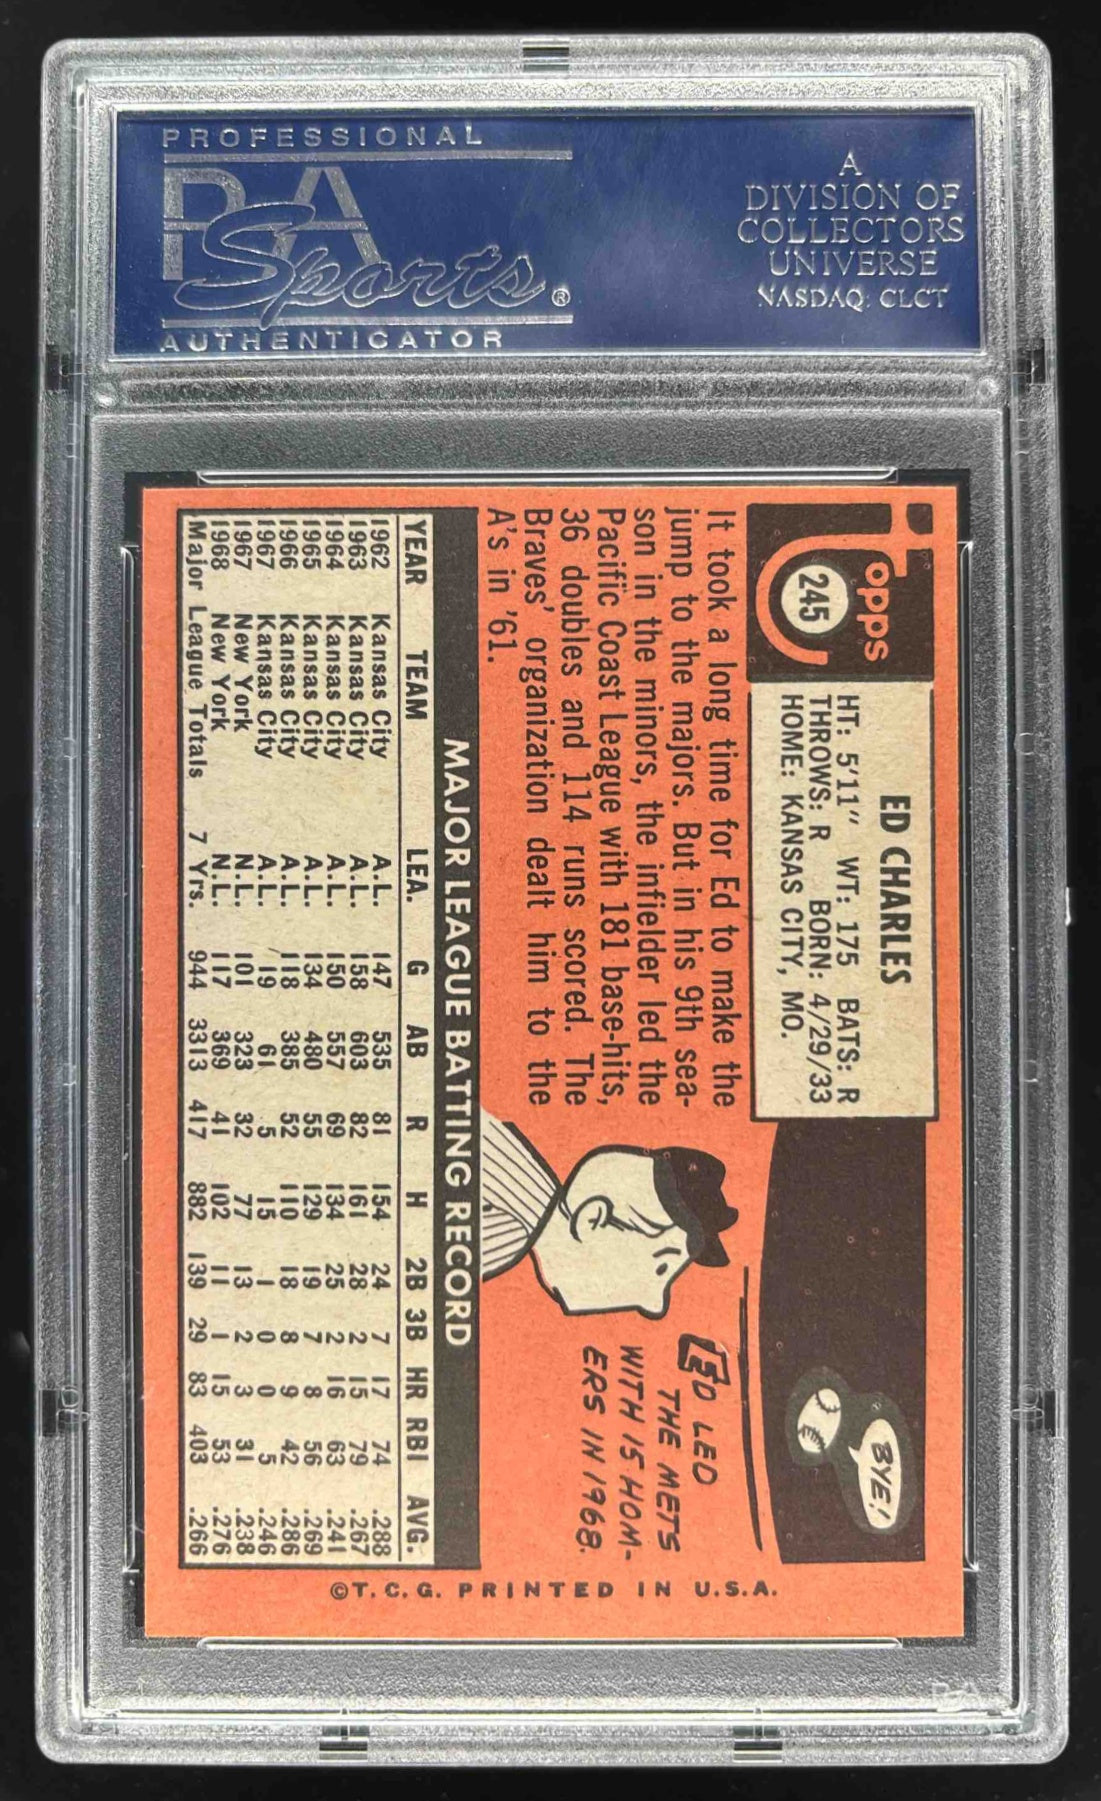 PROFESSIONAL
PSA
Sports®
AUTHENTICATOR
A
DIVISION OF
COLLECTORS
UNIVERSE
NASDAQ: CLCT
Topps
245
ED CHARLES
HT: 5'11" WT: 175 BATS: R
THROWS: R BORN: 4/29/33
HOME: KANSAS CITY, MO.
It took a long time for Ed to make the
jump to the majors. But in his 9th sea-
son in the minors, the infielder led the
Pacific Coast League with 181 base-hits,
36 doubles and 114 runs scored. The
Braves' organization dealt him to the
A's in '61.
BYE!
ED LED
THE METS
WITH 15 HOM-
ERS IN 1968.
MAJOR LEAGUE BATTING RECORD
YEAR TEAM LEA. G AB R H 2B 3B HR RBI AVG.
1962 Kansas City A.L. 147 535 81 154 24 7 17 74 .288
1963 Kansas City A.L. 158 603 82 161 28 2 15 79 .267
1964 Kansas City A.L. 150 557 69 134 25 2 16 63 .241
1965 Kansas City A.L. 134 480 55 129 19 7 8 56 .269
1966 Kansas City A.L. 118 385 52 110 18 8 9 42 .286
1967 Kansas City A.L. 19 61 5 15 1 0 0 5 .246
1967 New York N.L. 101 323 32 77 13 2 3 31 .238
1968 New York N.L. 117 369 41 102 11 1 15 53 .276
Major League Totals 7 Yrs. 944 3313 417 882 139 29 83 403 .266
©T.C.G. PRINTED IN U.S.A.